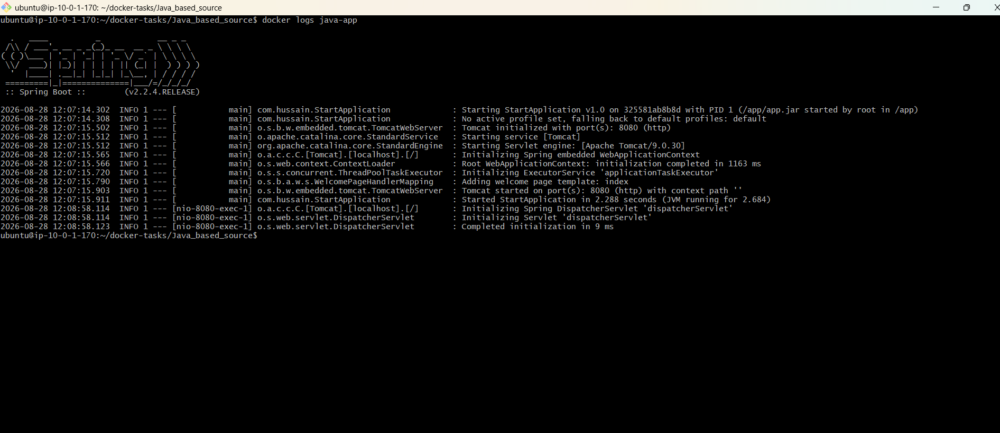 ubuntu@ip-10-0-1-170: ~/docker-tasks/Java_based_source
ubuntu@ip-10-0-1-170:~/docker-tasks/Java_based_source$ docker logs java-app
  .   ____          _            __ _ _
 /\\ / ___'_ __ _ _(_)_ __  __ _ \ \ \ \
( ( )\___ | '_ | '_| | '_ \/ _` | \ \ \ \
 \\/  ___)| |_)| | | | | || (_| |  ) ) ) )
  '  |____| .__|_| |_|_| |_\__, | / / / /
 =========|_|==============|___/=/_/_/_/
 :: Spring Boot ::        (v2.2.4.RELEASE)
2026-08-28 12:07:14.302  INFO 1 --- [           main] com.hussain.StartApplication             : Starting StartApplication v1.0 on 325581ab8b8d with PID 1 (/app/app.jar started by root in /app)
2026-08-28 12:07:14.308  INFO 1 --- [           main] com.hussain.StartApplication             : No active profile set, falling back to default profiles: default
2026-08-28 12:07:15.502  INFO 1 --- [           main] o.s.b.w.embedded.tomcat.TomcatWebServer  : Tomcat initialized with port(s): 8080 (http)
2026-08-28 12:07:15.512  INFO 1 --- [           main] o.apache.catalina.core.StandardService   : Starting service [Tomcat]
2026-08-28 12:07:15.512  INFO 1 --- [           main] org.apache.catalina.core.StandardEngine  : Starting Servlet engine: [Apache Tomcat/9.0.30]
2026-08-28 12:07:15.565  INFO 1 --- [           main] o.a.c.c.C.[Tomcat].[localhost].[/]       : Initializing Spring embedded WebApplicationContext
2026-08-28 12:07:15.566  INFO 1 --- [           main] o.s.web.context.ContextLoader            : Root WebApplicationContext: initialization completed in 1163 ms
2026-08-28 12:07:15.720  INFO 1 --- [           main] o.s.s.concurrent.ThreadPoolTaskExecutor  : Initializing ExecutorService 'applicationTaskExecutor'
2026-08-28 12:07:15.790  INFO 1 --- [           main] o.s.b.a.w.s.WelcomePageHandlerMapping    : Adding welcome page template: index
2026-08-28 12:07:15.903  INFO 1 --- [           main] o.s.b.w.embedded.tomcat.TomcatWebServer  : Tomcat started on port(s): 8080 (http) with context path ''
2026-08-28 12:07:15.911  INFO 1 --- [           main] com.hussain.StartApplication             : Started StartApplication in 2.288 seconds (JVM running for 2.684)
2026-08-28 12:08:58.114  INFO 1 --- [nio-8080-exec-1] o.a.c.c.C.[Tomcat].[localhost].[/]       : Initializing Spring DispatcherServlet 'dispatcherServlet'
2026-08-28 12:08:58.114  INFO 1 --- [nio-8080-exec-1] o.s.web.servlet.DispatcherServlet        : Initializing Servlet 'dispatcherServlet'
2026-08-28 12:08:58.123  INFO 1 --- [nio-8080-exec-1] o.s.web.servlet.DispatcherServlet        : Completed initialization in 9 ms
ubuntu@ip-10-0-1-170:~/docker-tasks/Java_based_source$